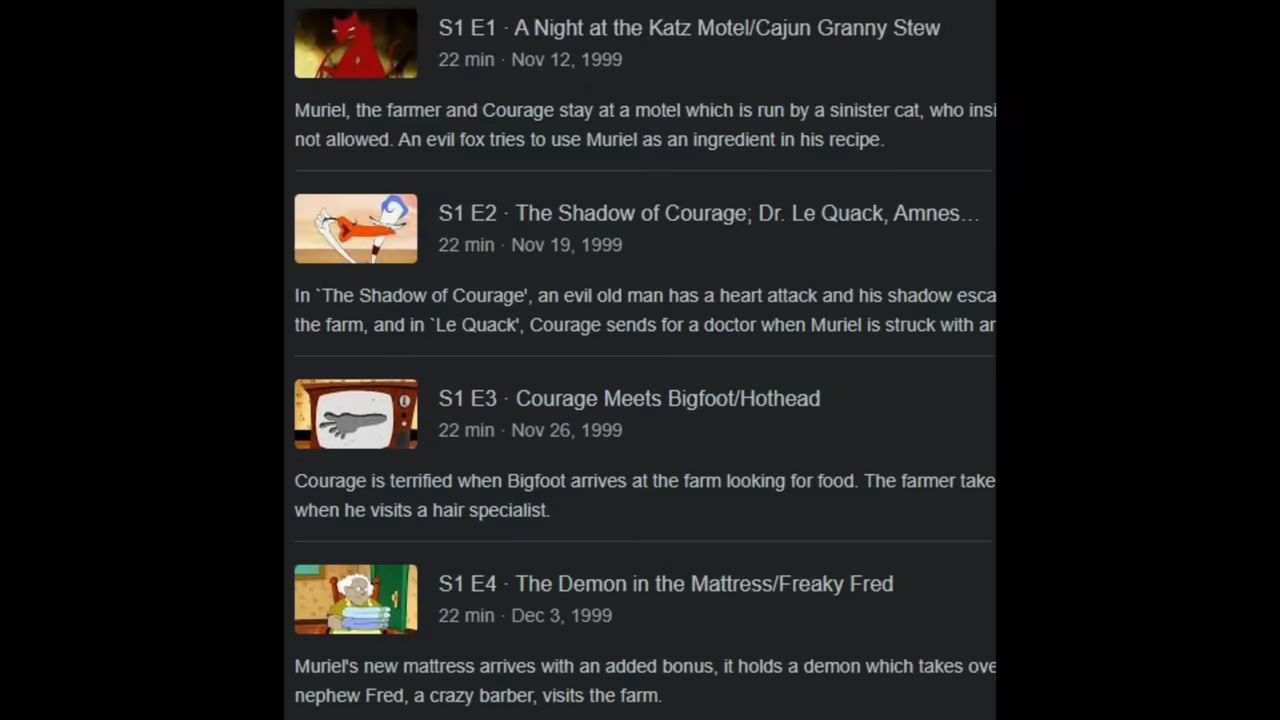 S1 E1 · A Night at the Katz Motel/Cajun Granny Stew
22 min · Nov 12, 1999
Muriel, the farmer and Courage stay at a motel which is run by a sinister cat, who insi
not allowed. An evil fox tries to use Muriel as an ingredient in his recipe.
S1 E2 · The Shadow of Courage; Dr. Le Quack, Amnes...
22 min · Nov 19, 1999
In `The Shadow of Courage', an evil old man has a heart attack and his shadow esca
the farm, and in `Le Quack', Courage sends for a doctor when Muriel is struck with an
S1 E3 · Courage Meets Bigfoot/Hothead
22 min · Nov 26, 1999
Courage is terrified when Bigfoot arrives at the farm looking for food. The farmer take
when he visits a hair specialist.
S1 E4 · The Demon in the Mattress/Freaky Fred
22 min · Dec 3, 1999
Muriel's new mattress arrives with an added bonus, it holds a demon which takes ove
nephew Fred, a crazy barber, visits the farm.